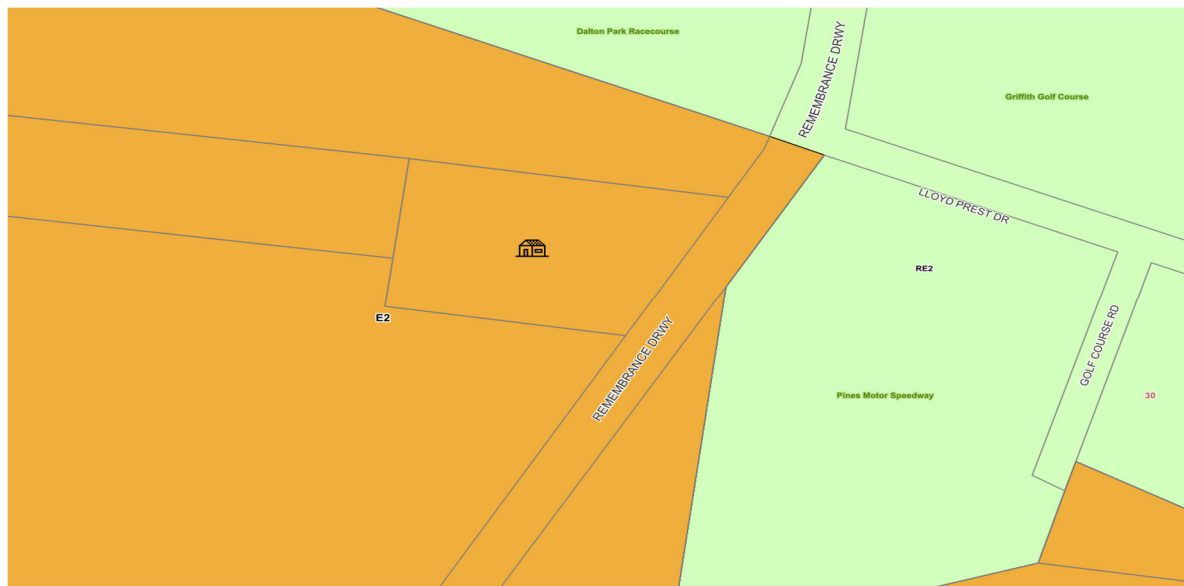 Dalton Park Racecourse
REMEMBRANCE DRWY
Griffith Golf Course
LLOYD PREST DR
RE2
E2
REMEMBRANCE DRWY
GOLF COURSE RD
Pines Motor Speedway
30